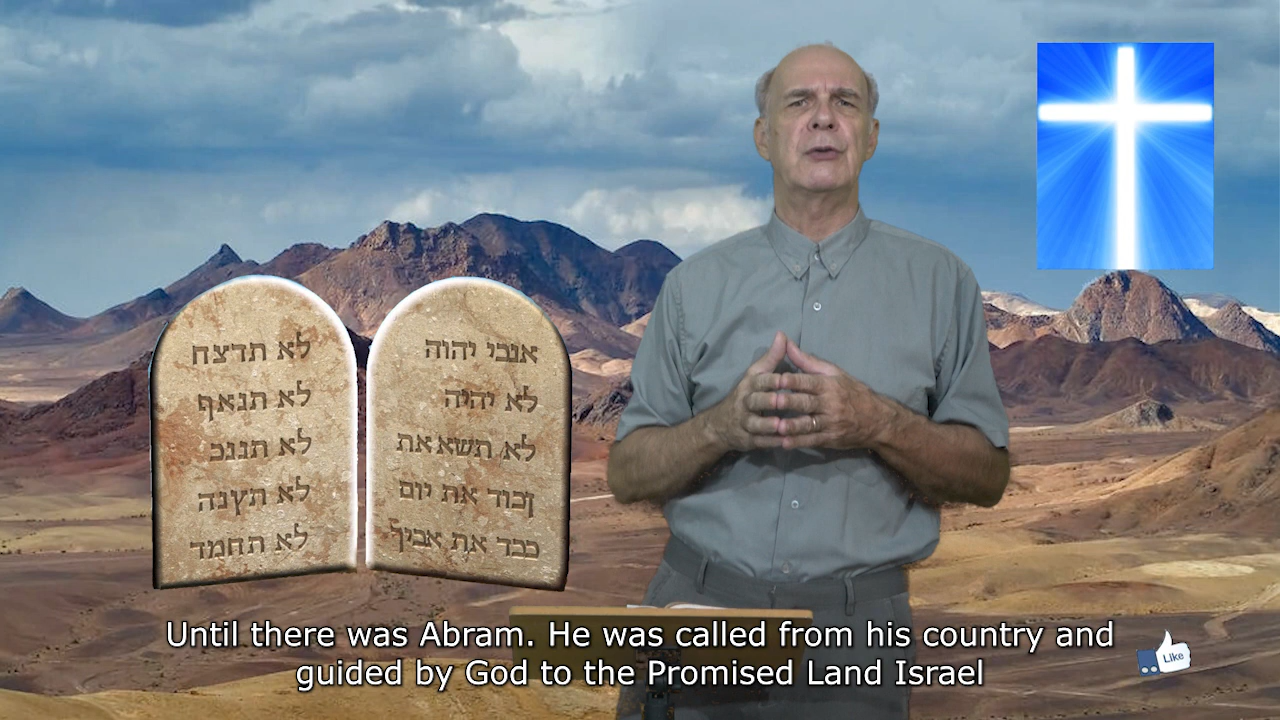 אנכי יהוה
לא יהיה
לא תשא את
זכור את יום
כבד את אביך
לא תרצח
לא תנאף
לא תגנב
לא תענה
לא תחמד
Until there was Abram. He was called from his country and
guided by God to the Promised Land Israel
Like